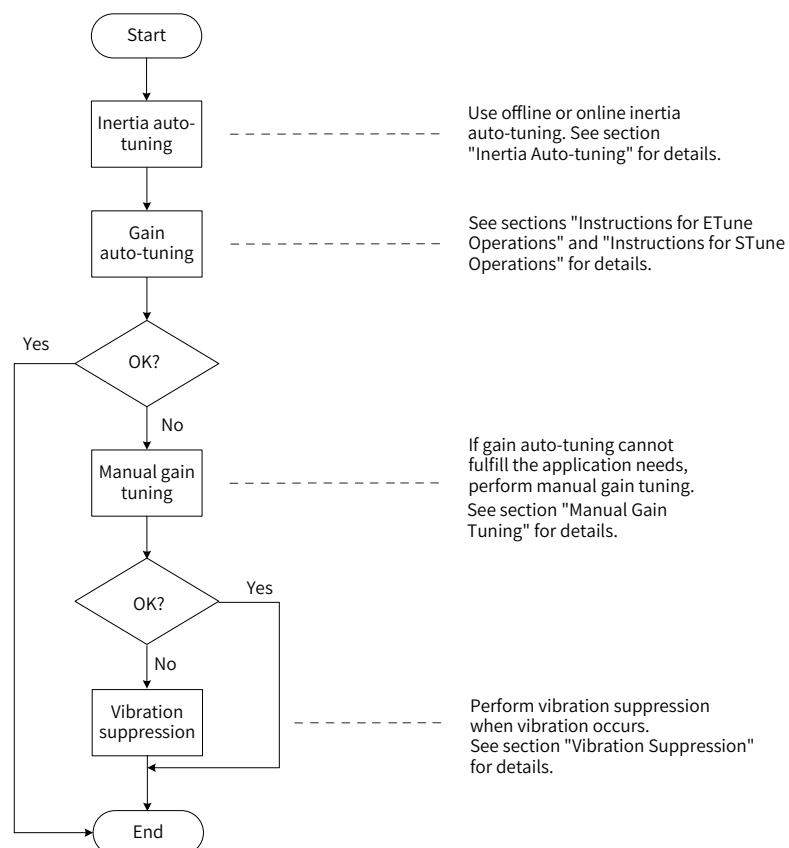 Start
Inertia auto-
tuning
Use offline or online inertia
auto-tuning. See section
"Inertia Auto-tuning" for details.
Gain
auto-tuning
See sections "Instructions for ETune
Operations" and "Instructions for STune
Operations" for details.
Yes
OK?
No
Manual gain
tuning
If gain auto-tuning cannot
fulfill the application needs,
perform manual gain tuning.
See section "Manual Gain
Tuning" for details.
OK?
Yes
No
Vibration
suppression
Perform vibration suppression
when vibration occurs.
See section "Vibration Suppression"
for details.
End